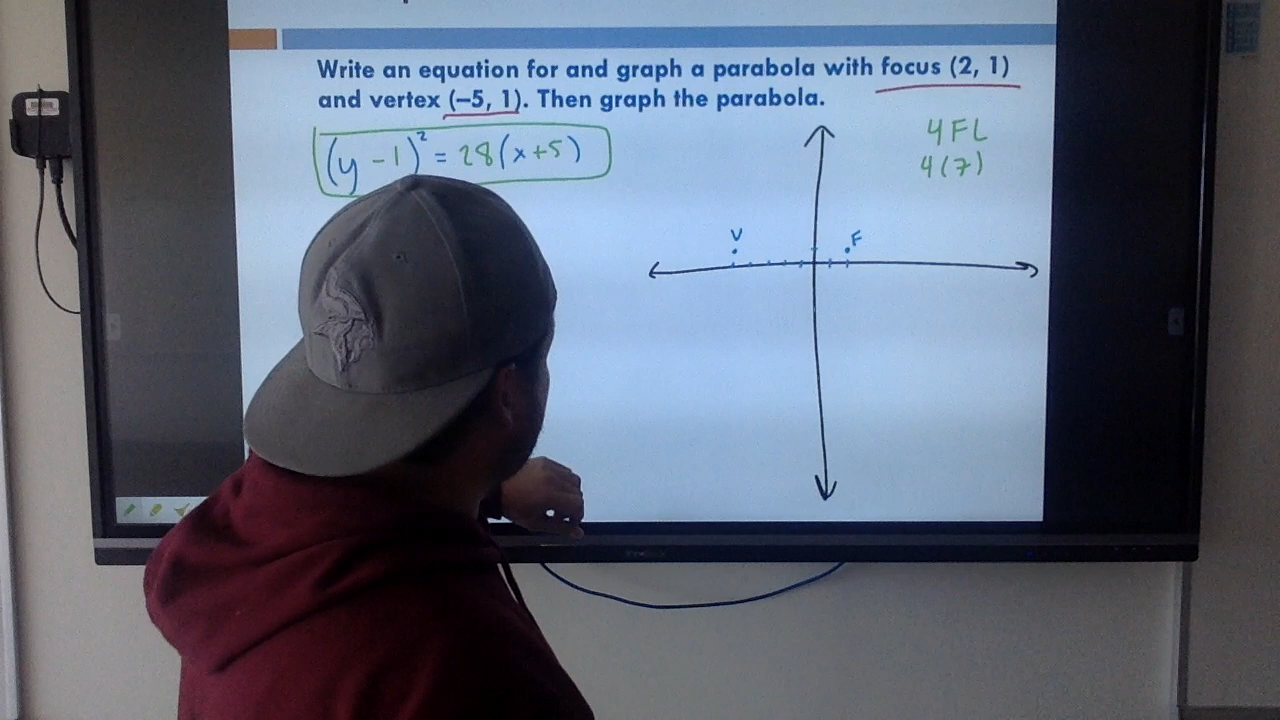 Write an equation for and graph a parabola with focus (2, 1)
and vertex (–5, 1). Then graph the parabola.
(y - 1)² = 28(x+5)
4FL
4(7)
V
F